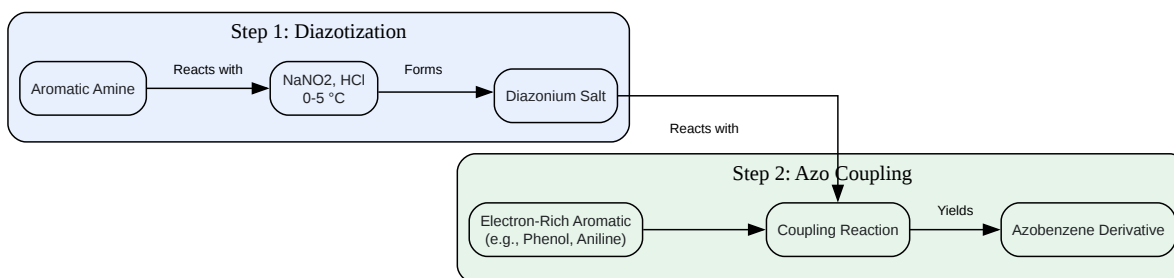 Step 1: Diazotization
Aromatic Amine
Reacts with
NaNO2, HCl
0-5 °C
Forms
Diazonium Salt
Reacts with
Step 2: Azo Coupling
Electron-Rich Aromatic
(e.g., Phenol, Aniline)
Coupling Reaction
Yields
Azobenzene Derivative